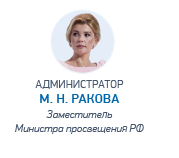 АДМИНИСТРАТОР
М. Н. РАКОВА
Заместитель
Министра просвещения РФ